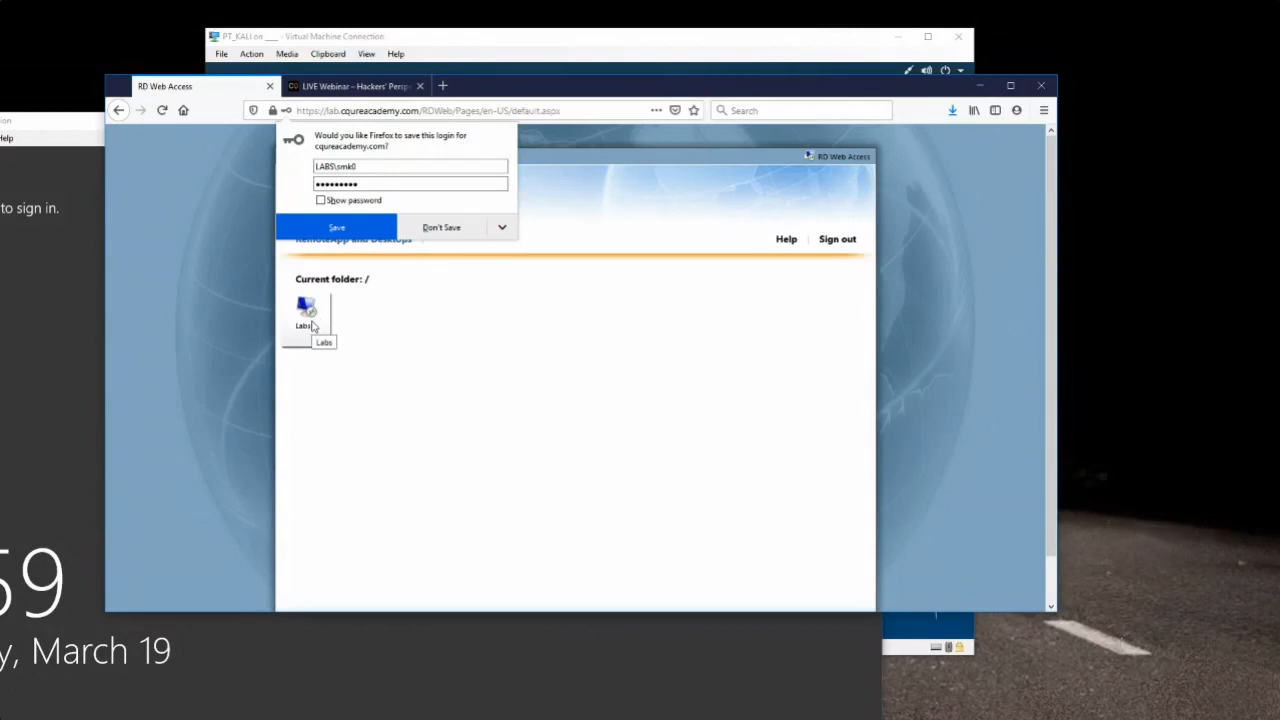 PT_KALI on ___ - Virtual Machine Connection
File Action Media Clipboard View Help
RD Web Access
LIVE Webinar – Hackers' Persp
https://lab.cqureacademy.com/RDWeb/Pages/en-US/default.aspx
Search
Would you like Firefox to save this login for
cqureacademy.com?
LABS\smk0
•••••••••
Show password
Save
Don't Save
RD Web Access
RemoteApp and Desktops
Help
Sign out
Current folder: /
Labs
Labs
to sign in.
59
y, March 19